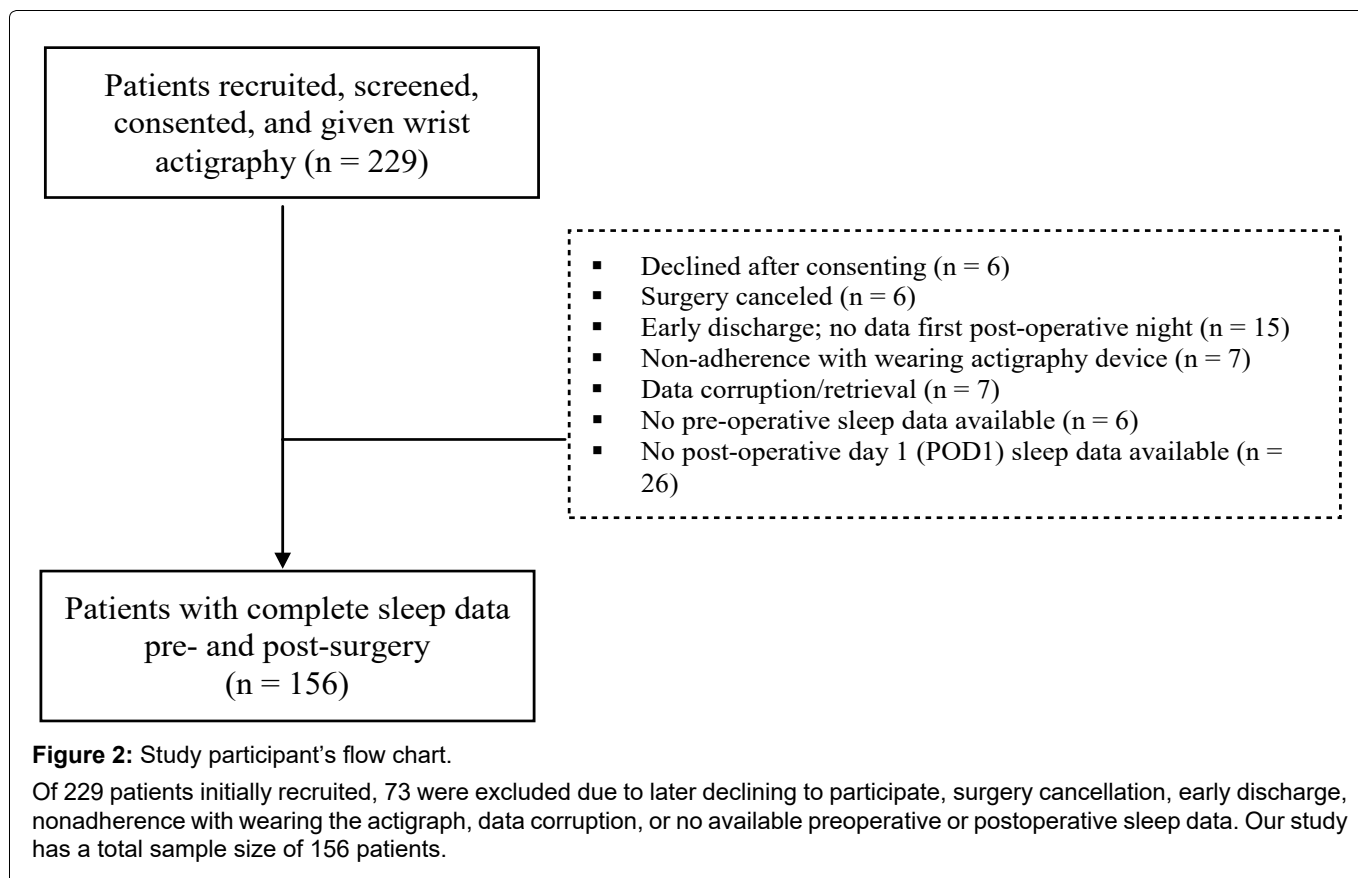 Patients recruited, screened,
consented, and given wrist
actigraphy (n = 229)
▪ Declined after consenting (n = 6)
▪ Surgery canceled (n = 6)
▪ Early discharge; no data first post-operative night (n = 15)
▪ Non-adherence with wearing actigraphy device (n = 7)
▪ Data corruption/retrieval (n = 7)
▪ No pre-operative sleep data available (n = 6)
▪ No post-operative day 1 (POD1) sleep data available (n =
26)
Patients with complete sleep data
pre- and post-surgery
(n = 156)
Figure 2: Study participant's flow chart.
Of 229 patients initially recruited, 73 were excluded due to later declining to participate, surgery cancellation, early discharge,
nonadherence with wearing the actigraph, data corruption, or no available preoperative or postoperative sleep data. Our study
has a total sample size of 156 patients.